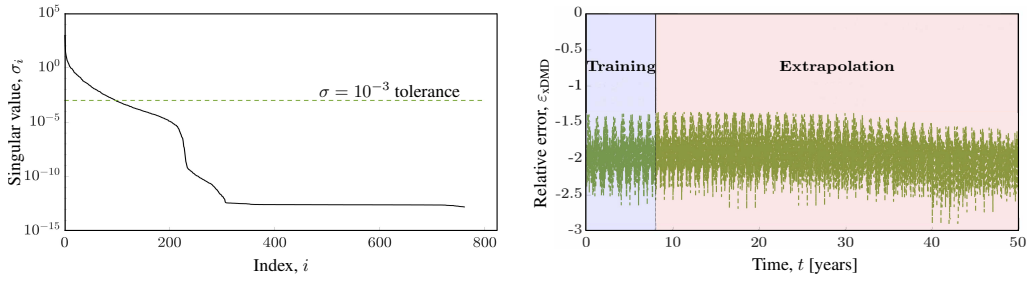 10^5
10^0
10^−5
10^−10
10^−15
Singular value, σ_i
σ = 10^−3 tolerance
0 200 400 600 800
Index, i
0
-0.5
-1
-1.5
-2
-2.5
-3
Relative error, ε_xDMD
Training Extrapolation
0 10 20 30 40 50
Time, t [years]